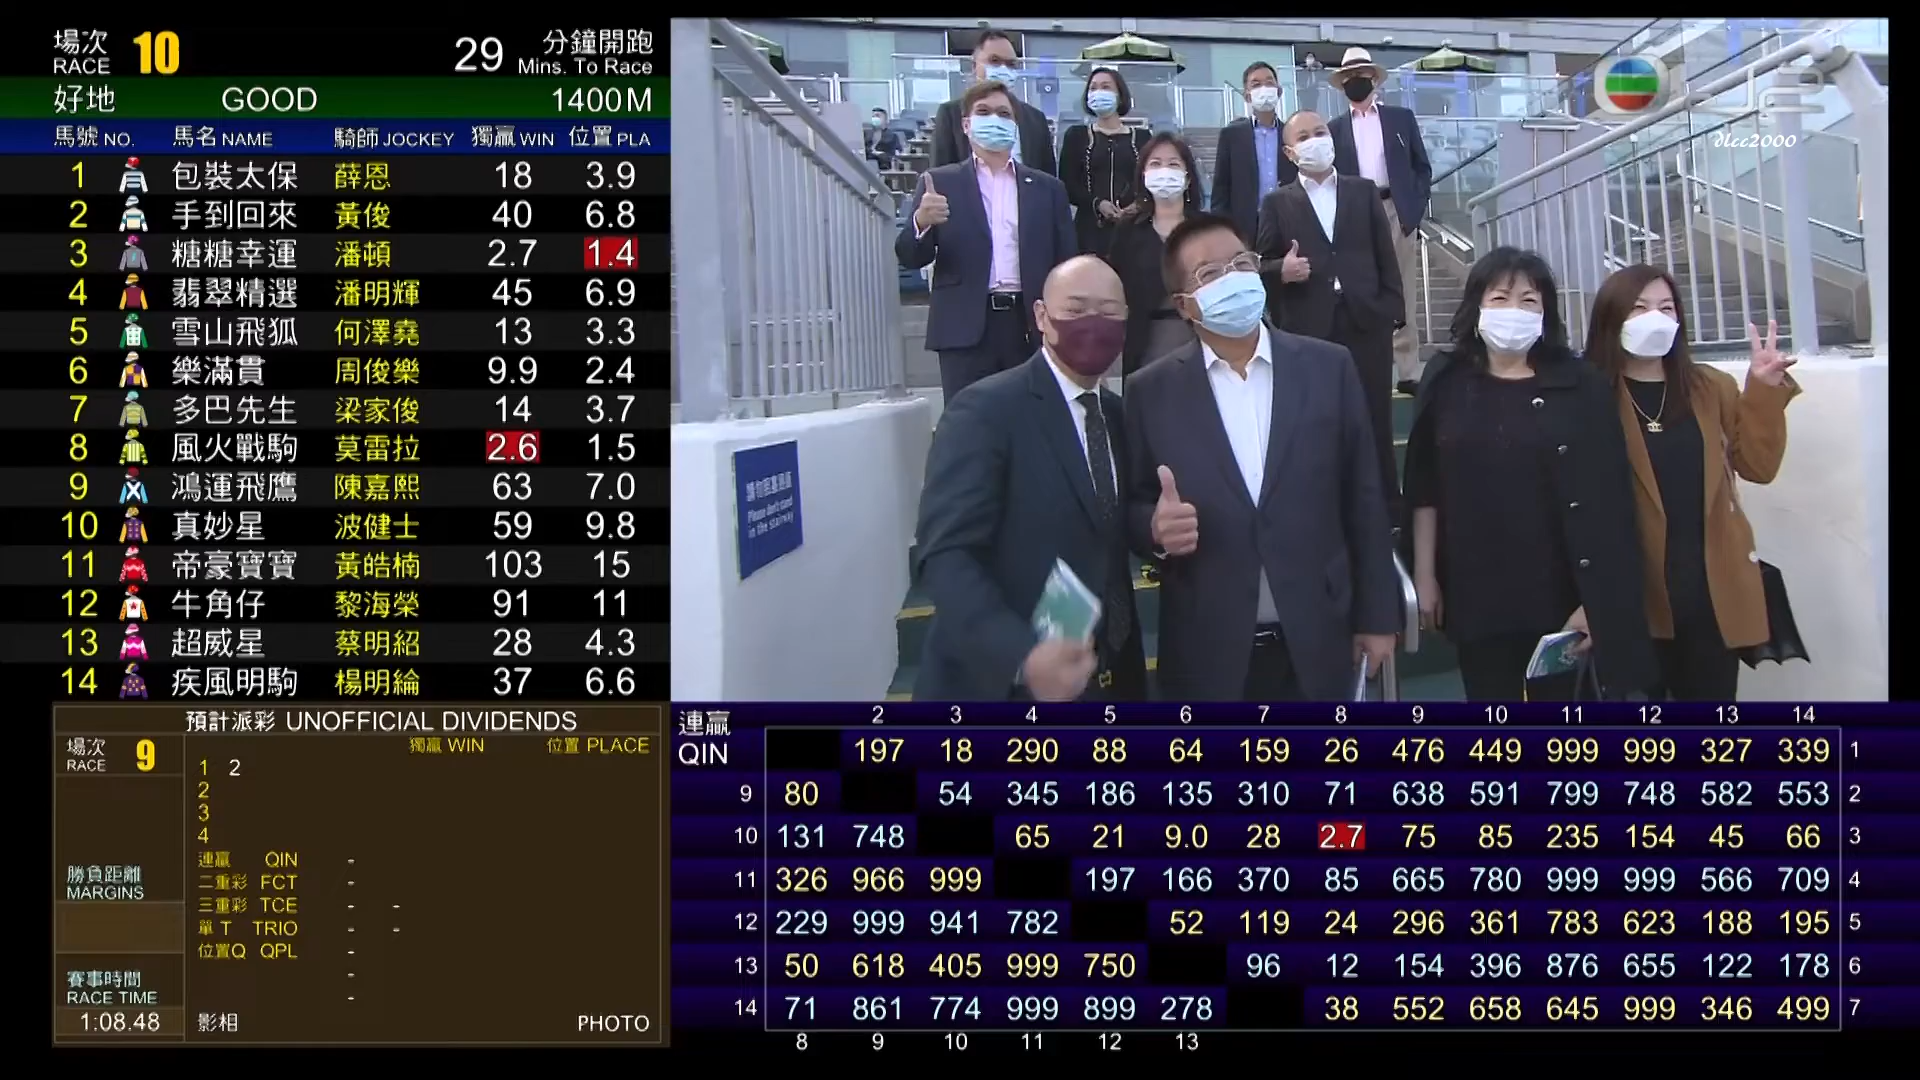 場次 10 29 分鐘開跑
RACE Mins. To Race
好地 GOOD 1400M
馬號 NO. 馬名 NAME 騎師 JOCKEY 獨贏 WIN 位置 PLA
1 包裝太保 薛恩 18 3.9
2 手到回來 黃俊 40 6.8
3 糖糖幸運 潘頓 2.7 1.4
4 翡翠精選 潘明輝 45 6.9
5 雪山飛狐 何澤堯 13 3.3
6 樂滿貫 周俊樂 9.9 2.4
7 多巴先生 梁家俊 14 3.7
8 風火戰駒 莫雷拉 2.6 1.5
9 鴻運飛鷹 陳嘉熙 63 7.0
10 真妙星 波健士 59 9.8
11 帝豪寶寶 黃皓楠 103 15
12 牛角仔 黎海榮 91 11
13 超威星 蔡明紹 28 4.3
14 疾風明駒 楊明綸 37 6.6
J2
dlcc2000
Please don't stand
in the stairway
預計派彩 UNOFFICIAL DIVIDENDS
場次 9 獨贏 WIN 位置 PLACE
RACE
1 2
2
3
4
連贏 QIN -
二重彩 FCT -
三重彩 TCE - -
單T TRIO - -
位置Q QPL -
-
-
勝負距離
MARGINS
賽事時間
RACE TIME
1:08.48 影相 PHOTO
連贏 2 3 4 5 6 7 8 9 10 11 12 13 14
QIN 197 18 290 88 64 159 26 476 449 999 999 327 339 1
9 80 54 345 186 135 310 71 638 591 799 748 582 553 2
10 131 748 65 21 9.0 28 2.7 75 85 235 154 45 66 3
11 326 966 999 197 166 370 85 665 780 999 999 566 709 4
12 229 999 941 782 52 119 24 296 361 783 623 188 195 5
13 50 618 405 999 750 96 12 154 396 876 655 122 178 6
14 71 861 774 999 899 278 38 552 658 645 999 346 499 7
8 9 10 11 12 13